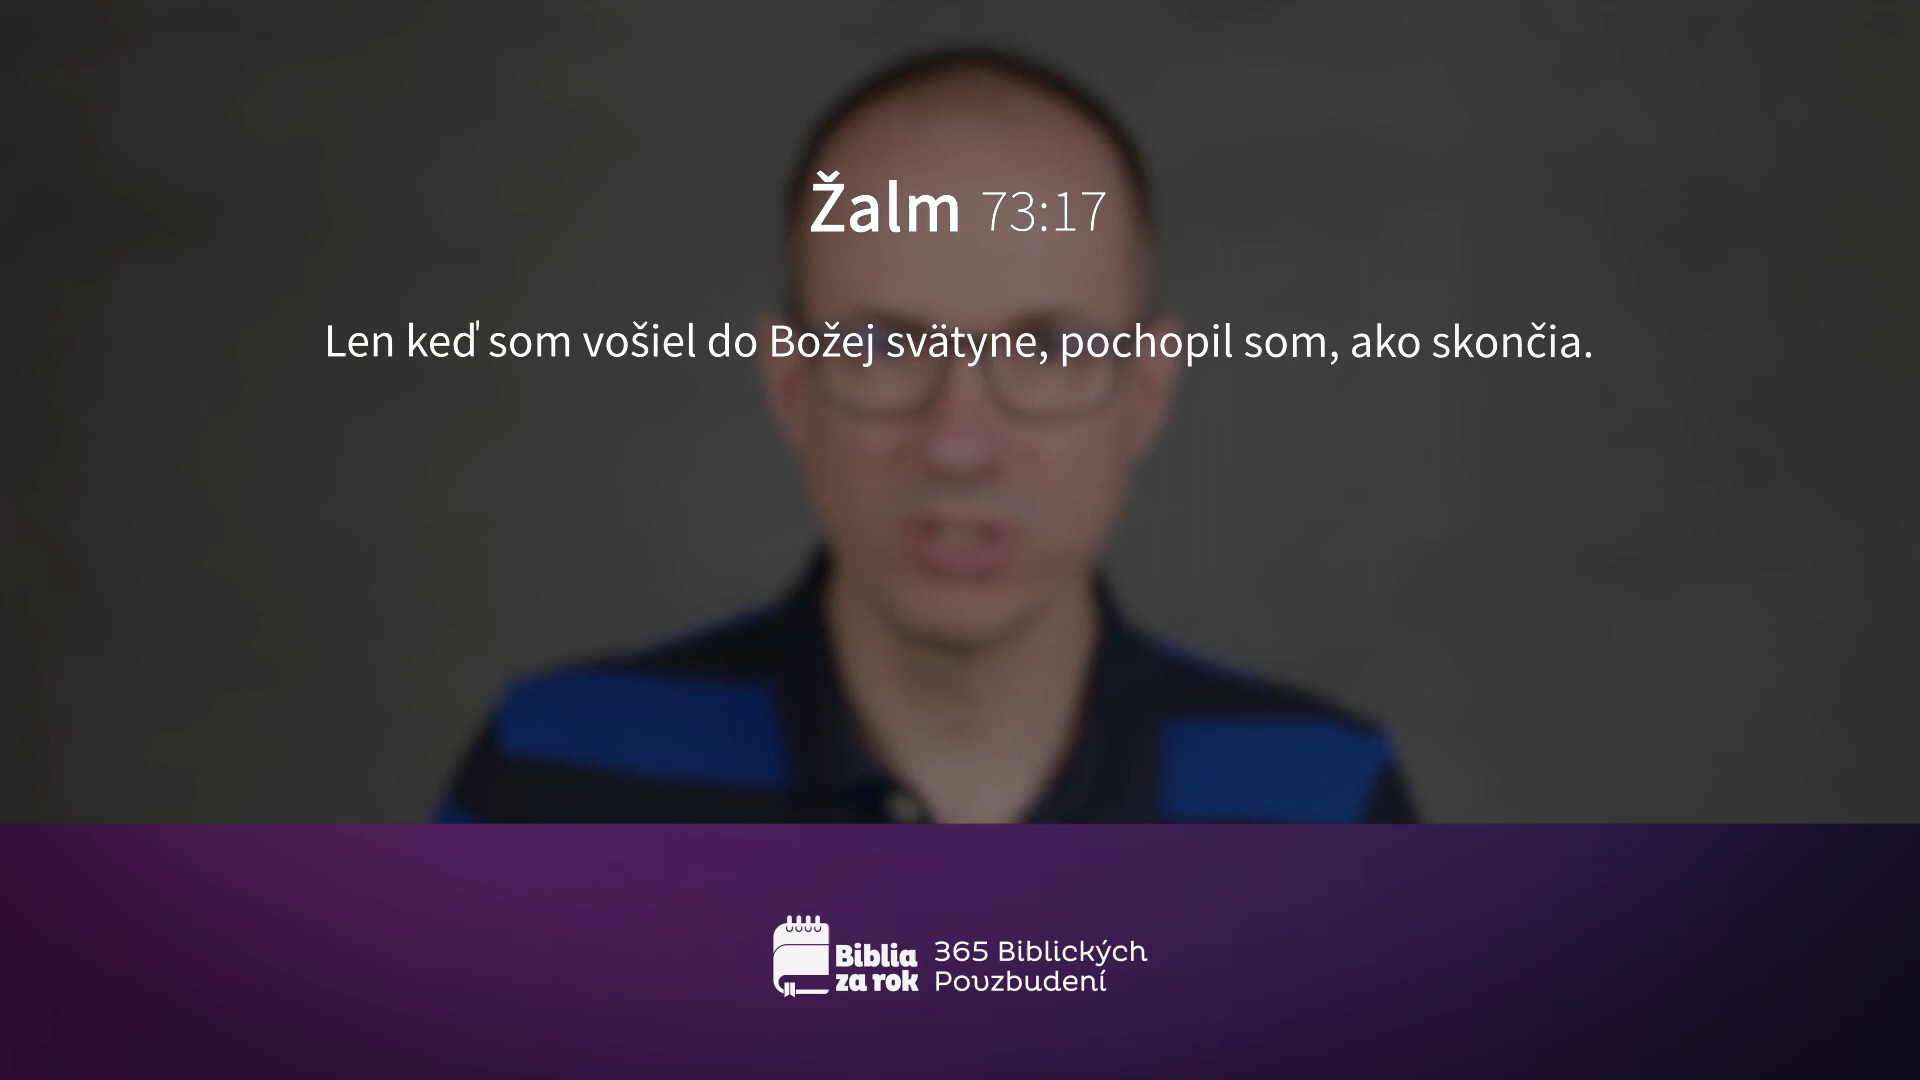 Žalm 73:17
Len keď som vošiel do Božej svätyne, pochopil som, ako skončia.
Biblia
za rok
365 Biblických
Povzbudení